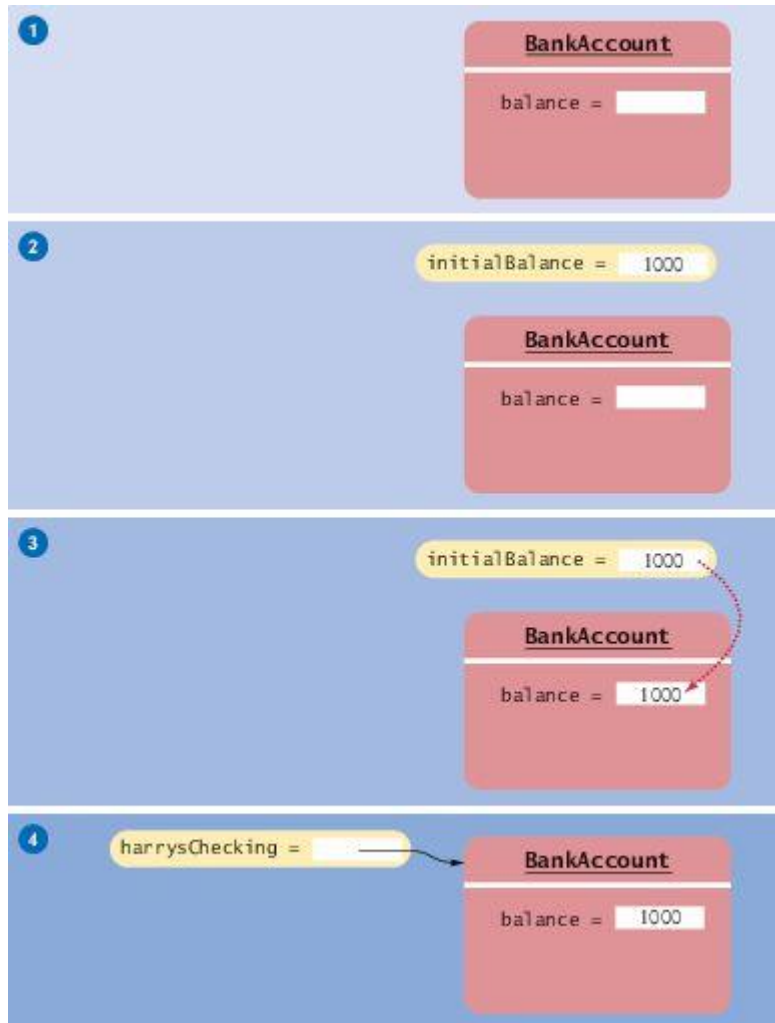 1
BankAccount
balance =
2
initialBalance = 1000
BankAccount
balance =
3
initialBalance = 1000
BankAccount
balance = 1000
4
harrysChecking =
BankAccount
balance = 1000